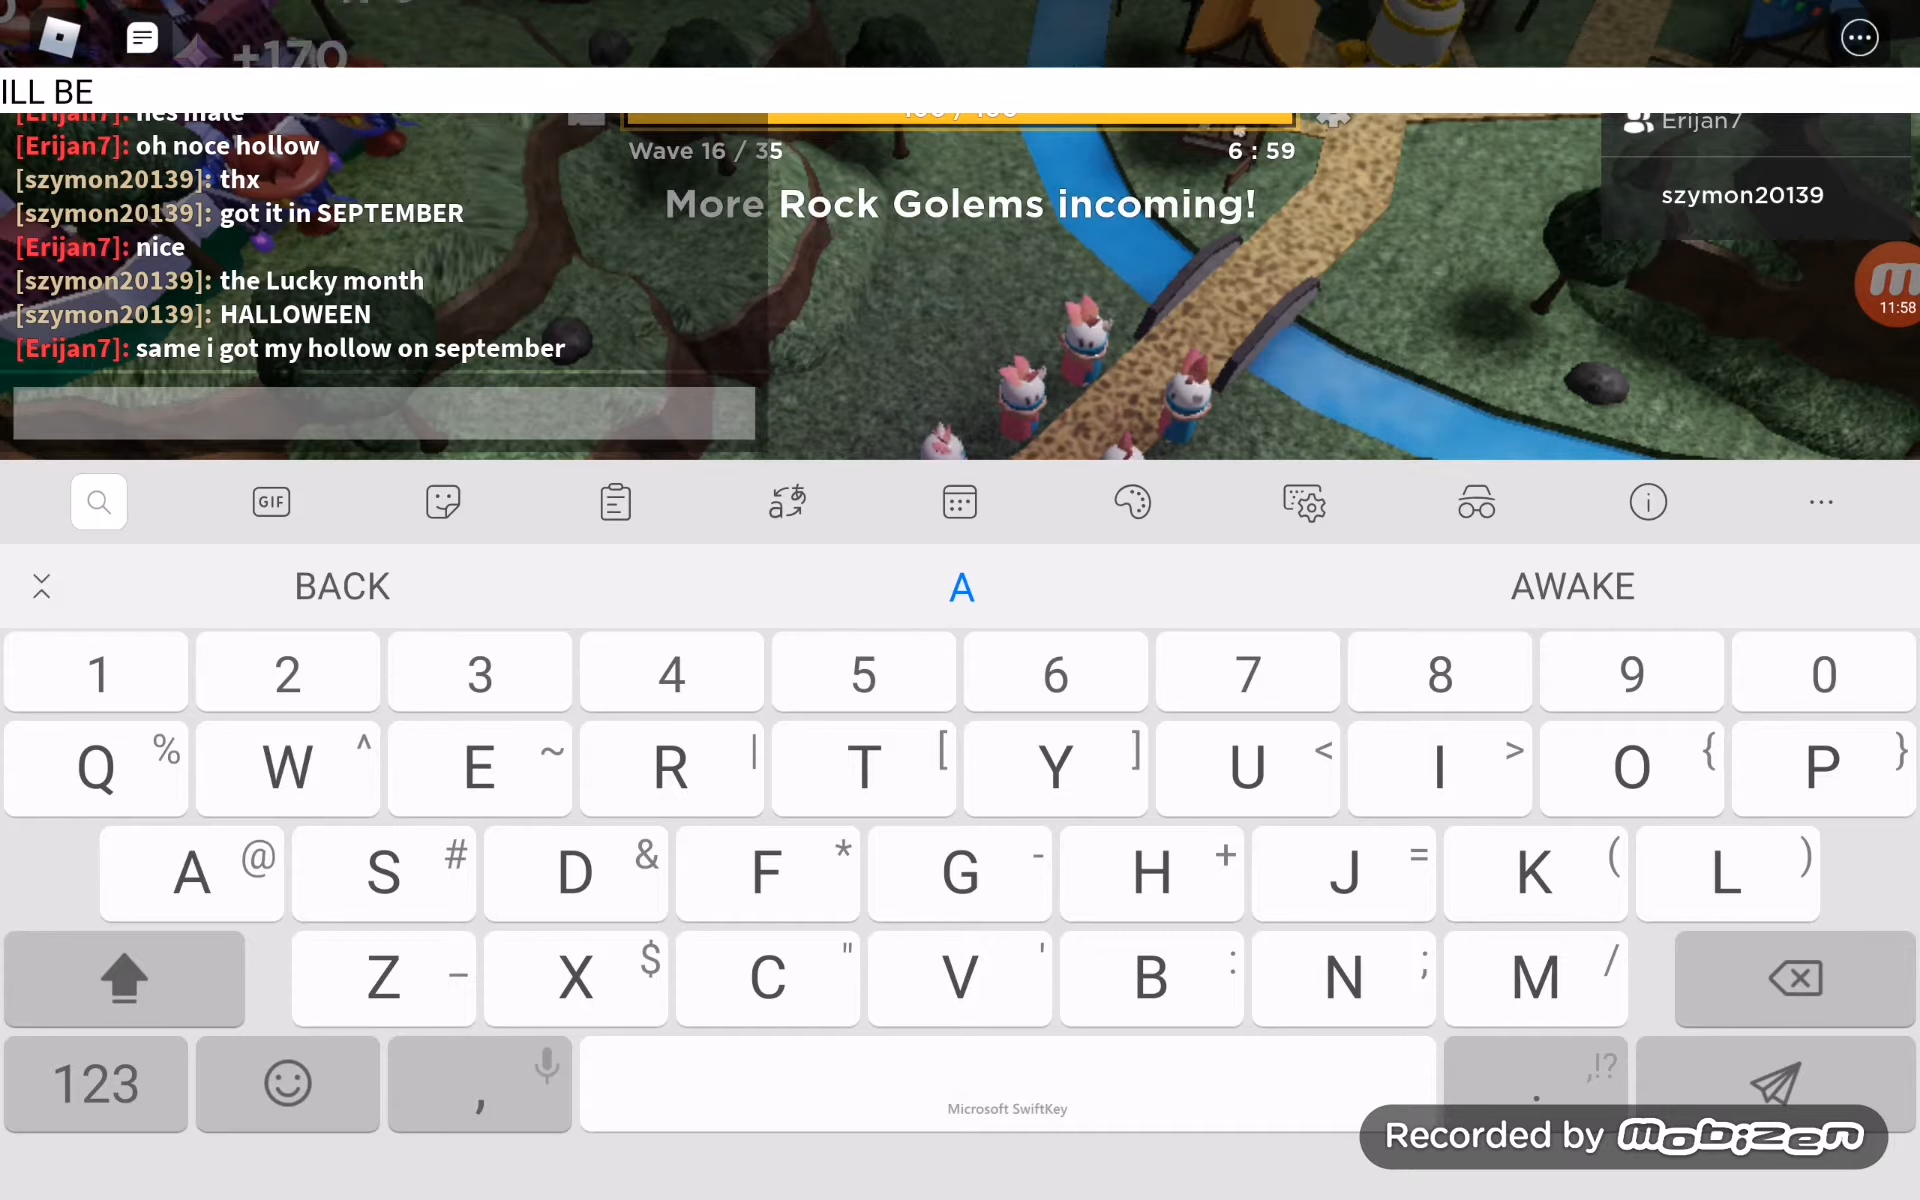 +170
ILL BE
[Erijan7]: hes male
[Erijan7]: oh noce hollow
[szymon20139]: thx
[szymon20139]: got it in SEPTEMBER
[Erijan7]: nice
[szymon20139]: the Lucky month
[szymon20139]: HALLOWEEN
[Erijan7]: same i got my hollow on september
Wave 16 / 35
6 : 59
More Rock Golems incoming!
Erijan7
szymon20139
11:58
GIF
BACK
A
AWAKE
1 2 3 4 5 6 7 8 9 0
Q % W ^ E ~ R | T [ Y ] U < I > O { P }
A @ S # D & F * G - H + J = K ( L )
Z _ X $ C " V ' B : N ; M /
123 , . ,!?
Microsoft SwiftKey
Recorded by mobizen